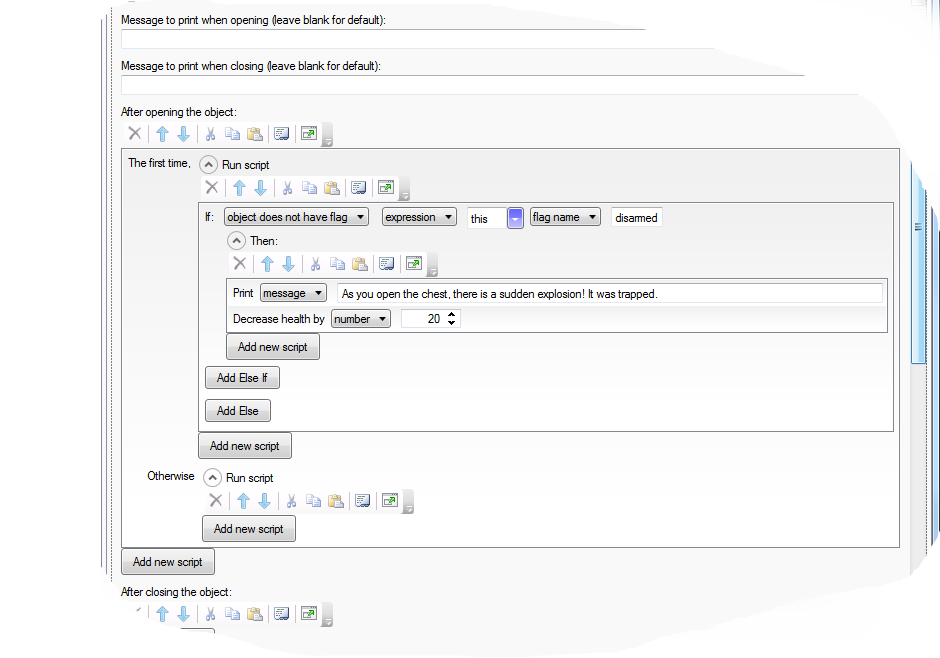 Message to print when opening (leave blank for default):
Message to print when closing (leave blank for default):
After opening the object:
The first time, Run script
If: object does not have flag expression this flag name disarmed
Then:
Print message As you open the chest, there is a sudden explosion! It was trapped.
Decrease health by number 20
Add new script
Add Else If
Add Else
Add new script
Otherwise Run script
Add new script
Add new script
After closing the object: